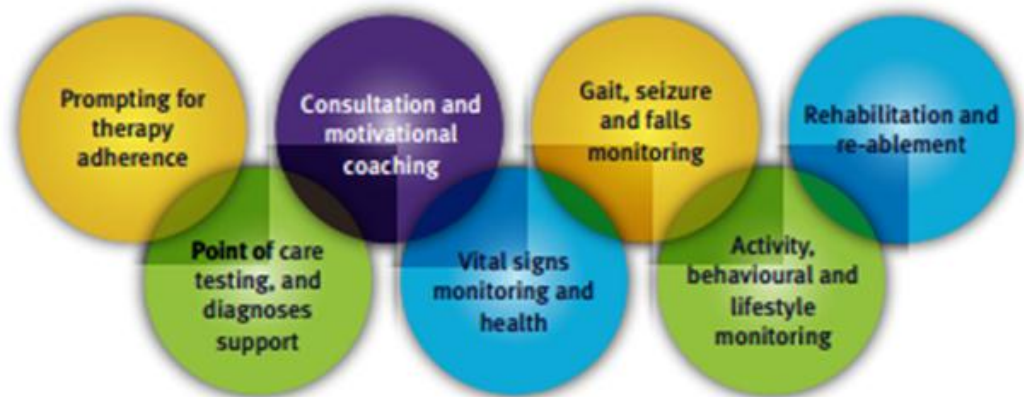 Prompting for
therapy
adherence
Consultation and
motivational
coaching
Gait, seizure
and falls
monitoring
Rehabilitation and
re-ablement
Point of care
testing, and
diagnoses
support
Vital signs
monitoring and
health
Activity,
behavioural and
lifestyle
monitoring